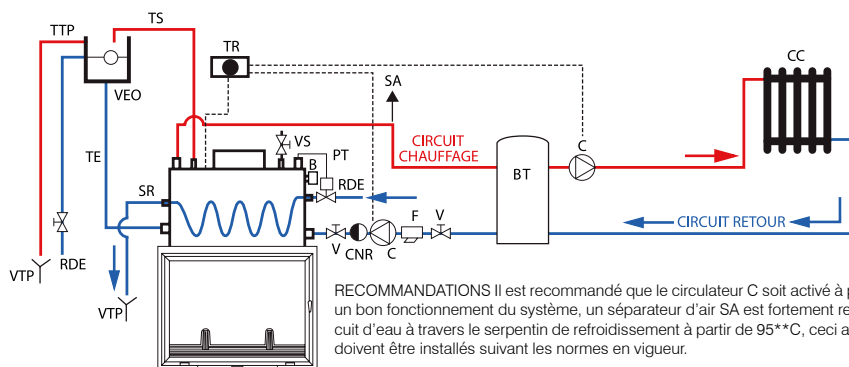 TTP
TS
TR
SA
CC
VEO
VS
PT
CIRCUIT
CHAUFFAGE
C
B
BT
TE
SR
RDE
F
V
CIRCUIT RETOUR
V
CNR
C
VTP
RDE
VTP
RECOMMANDATIONS Il est recommandé que le circulateur C soit activé à p
un bon fonctionnement du système, un séparateur d'air SA est fortement re
cuit d'eau à travers le serpentin de refroidissement à partir de 95**C, ceci a
doivent être installés suivant les normes en vigueur.